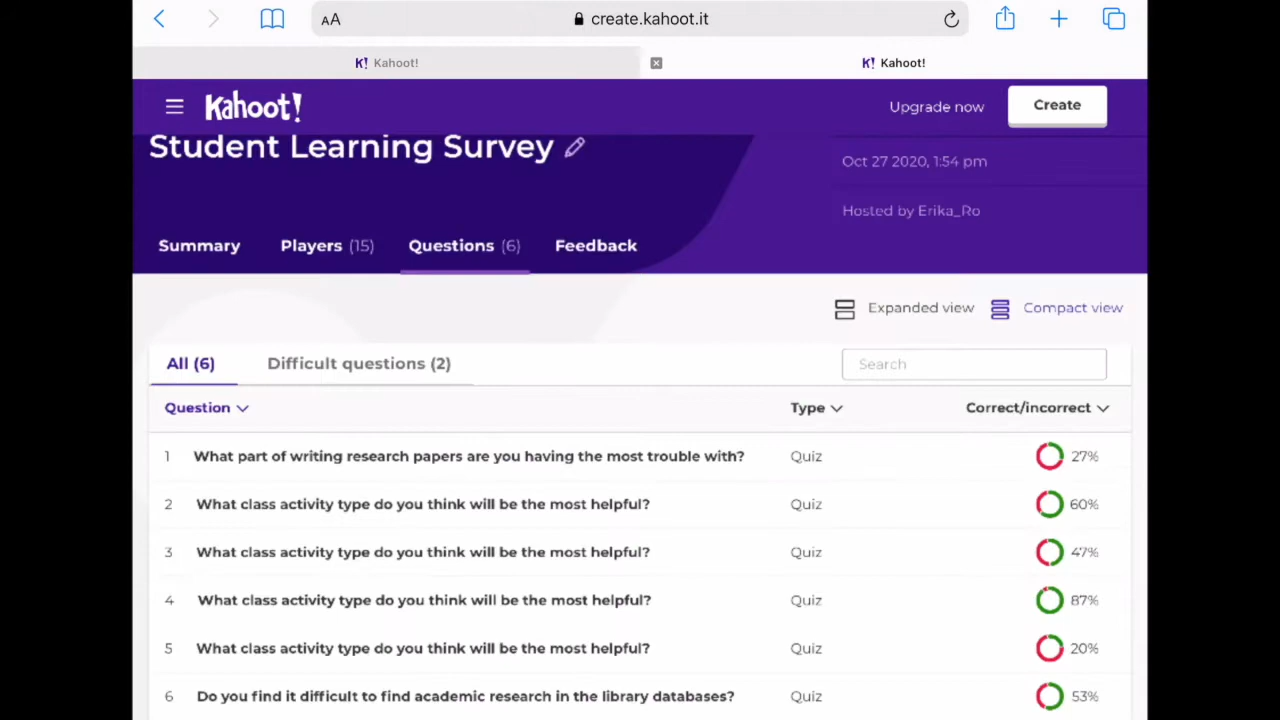 AA create.kahoot.it
K! Kahoot! K! Kahoot!
Kahoot! Upgrade now Create
Student Learning Survey
Oct 27 2020, 1:54 pm
Hosted by Erika_Ro
Summary Players (15) Questions (6) Feedback
Expanded view Compact view
All (6) Difficult questions (2) Search
Question Type Correct/incorrect
1 What part of writing research papers are you having the most trouble with? Quiz 27%
2 What class activity type do you think will be the most helpful? Quiz 60%
3 What class activity type do you think will be the most helpful? Quiz 47%
4 What class activity type do you think will be the most helpful? Quiz 87%
5 What class activity type do you think will be the most helpful? Quiz 20%
6 Do you find it difficult to find academic research in the library databases? Quiz 53%